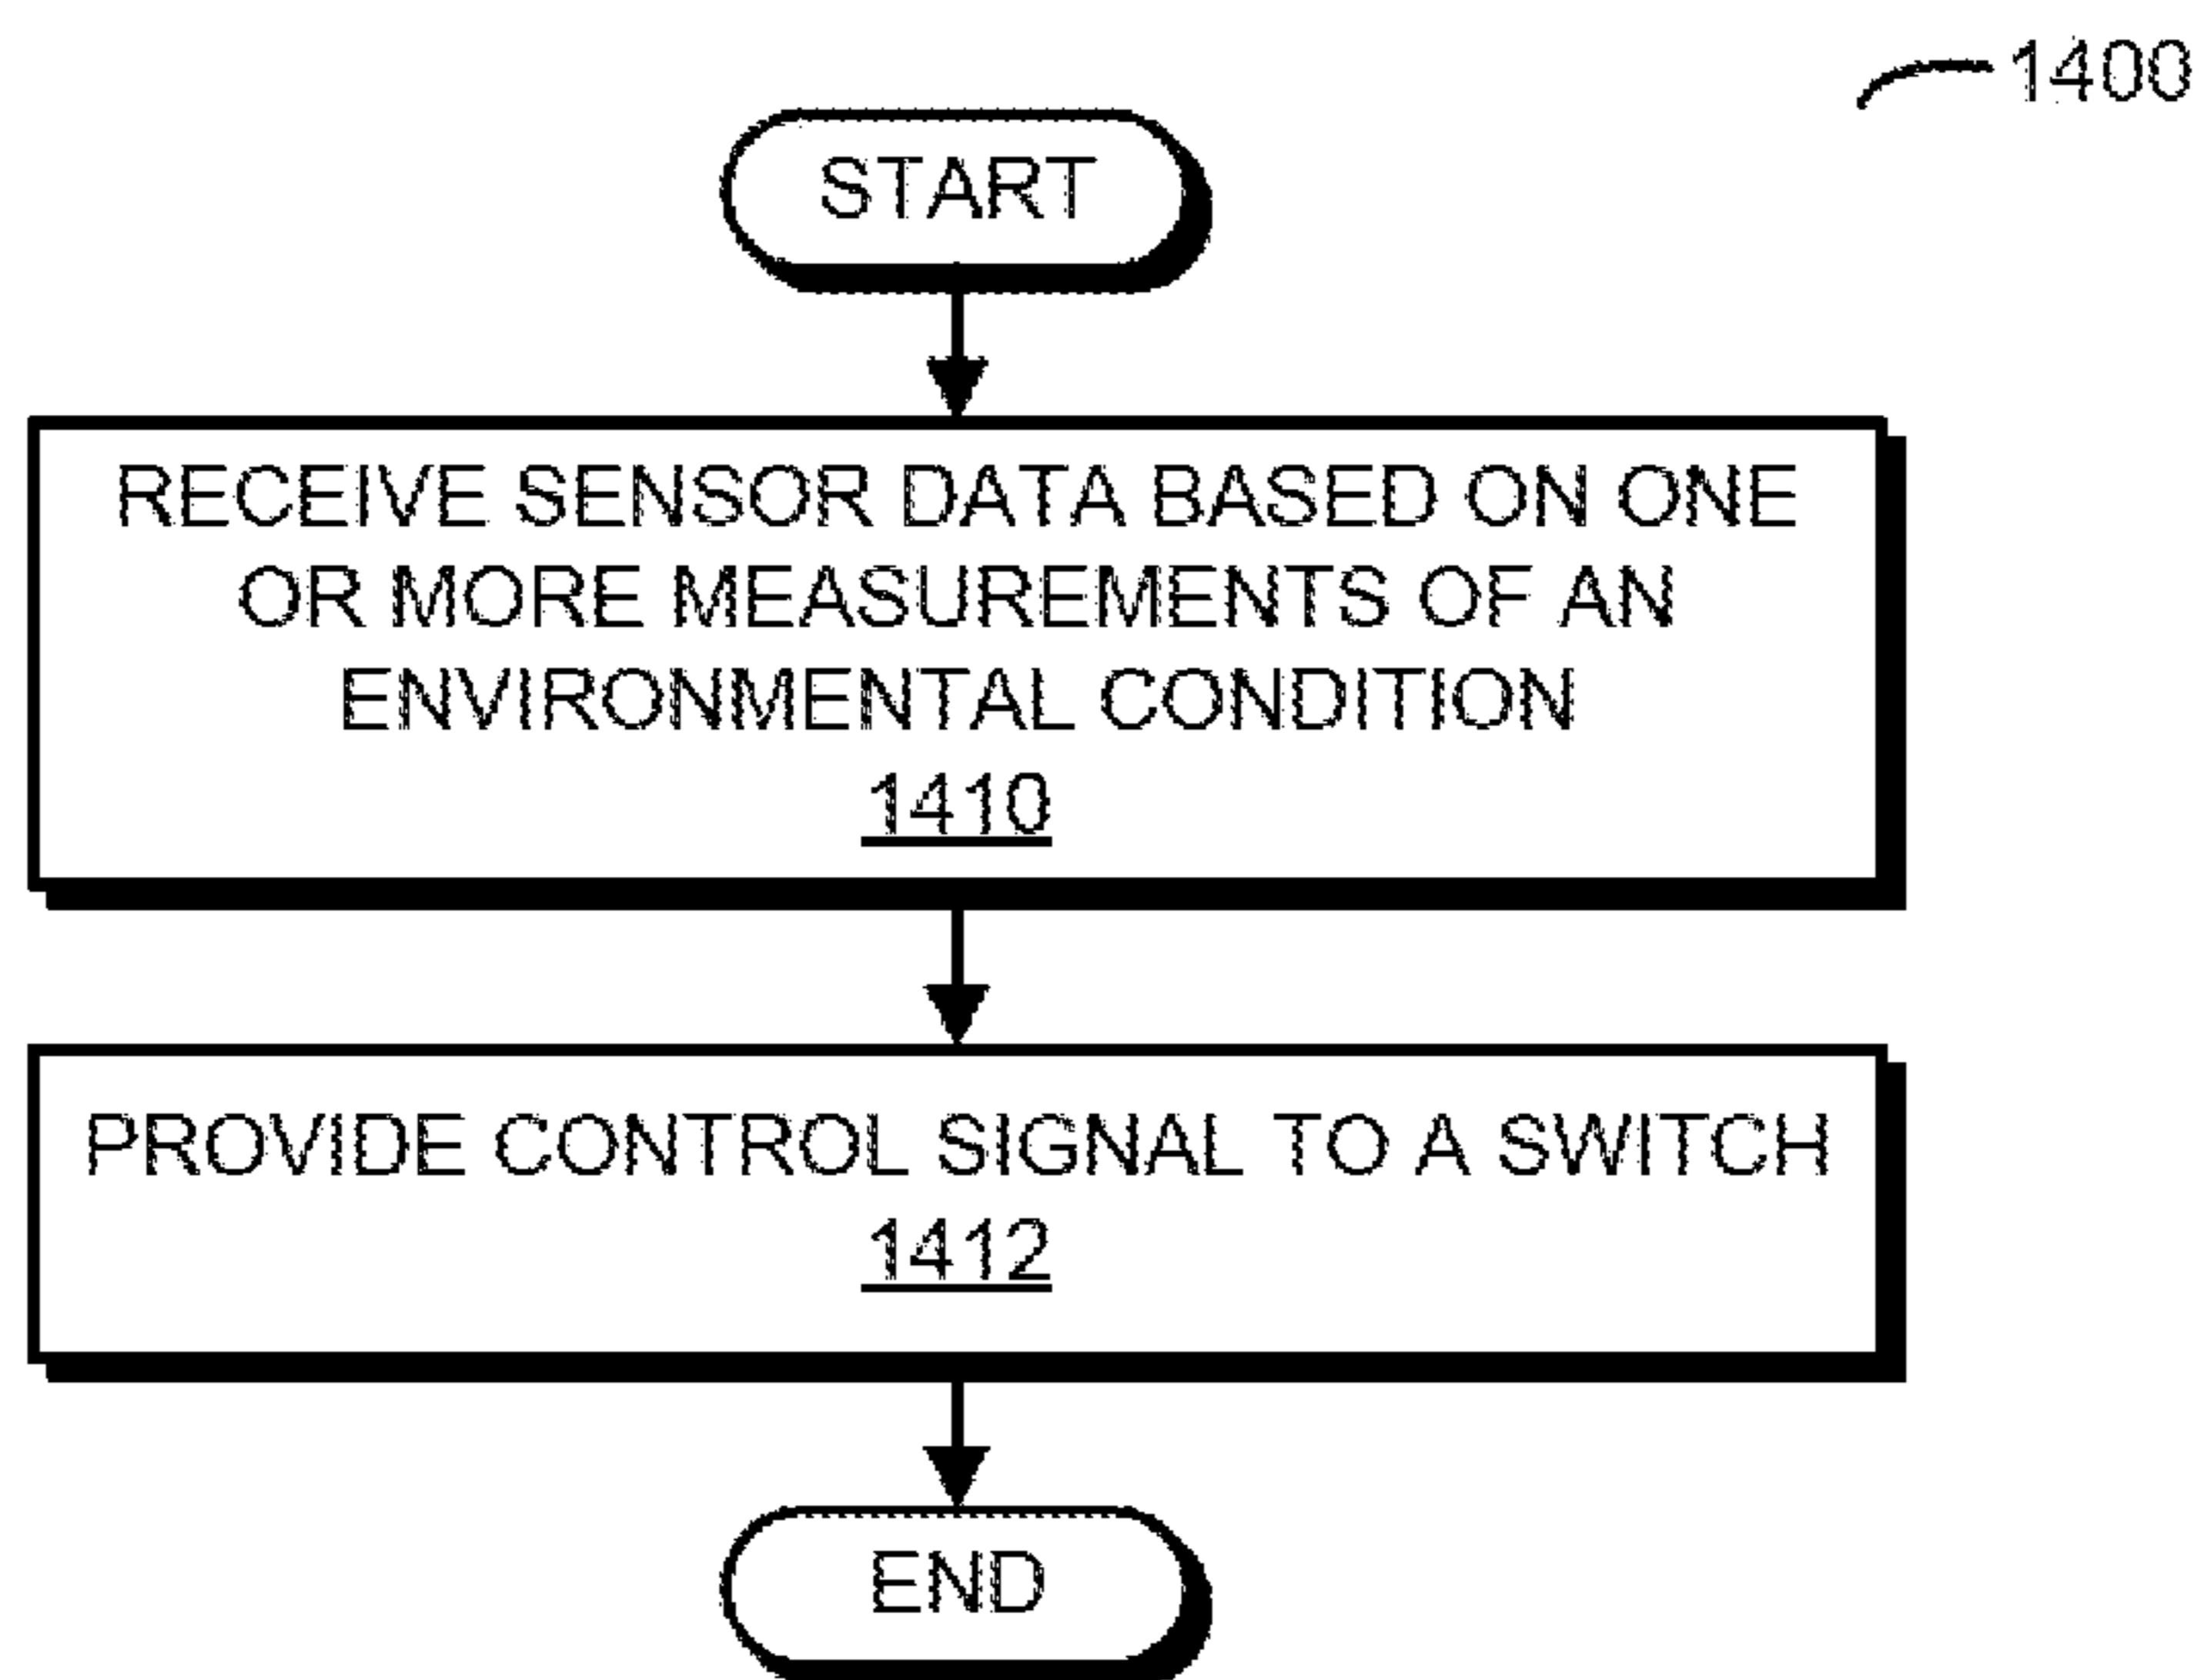 1400
START
RECEIVE SENSOR DATA BASED ON ONE
OR MORE MEASUREMENTS OF AN
ENVIRONMENTAL CONDITION
1410
PROVIDE CONTROL SIGNAL TO A SWITCH
1412
END